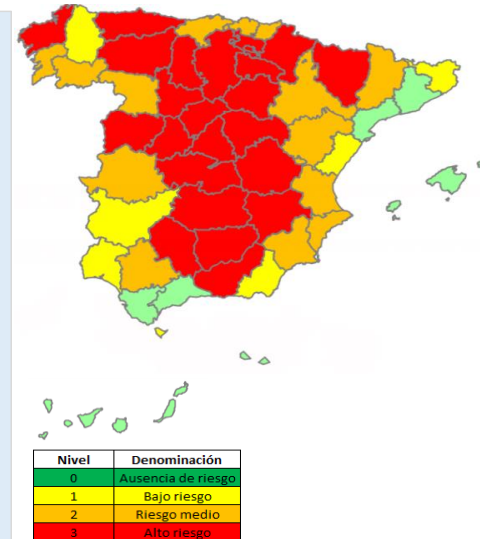 Nivel Denominación
0 Ausencia de riesgo
1 Bajo riesgo
2 Riesgo medio
3 Alto riesgo